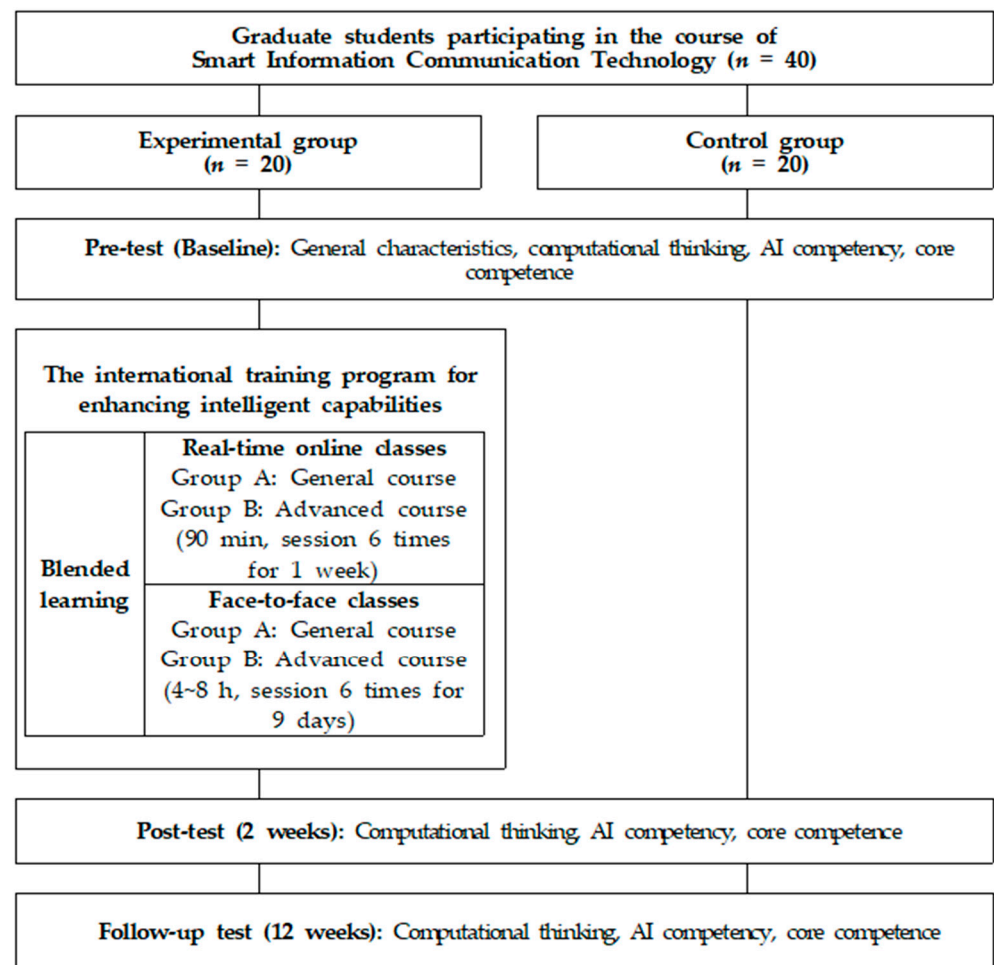 Graduate students participating in the course of
Smart Information Communication Technology (n = 40)
Experimental group
(n = 20)
Control group
(n = 20)
Pre-test (Baseline): General characteristics, computational thinking, AI competency, core
competence
The international training program for
enhancing intelligent capabilities
Blended
learning
Real-time online classes
Group A: General course
Group B: Advanced course
(90 min, session 6 times
for 1 week)
Face-to-face classes
Group A: General course
Group B: Advanced course
(4~8 h, session 6 times for
9 days)
Post-test (2 weeks): Computational thinking, AI competency, core competence
Follow-up test (12 weeks): Computational thinking, AI competency, core competence